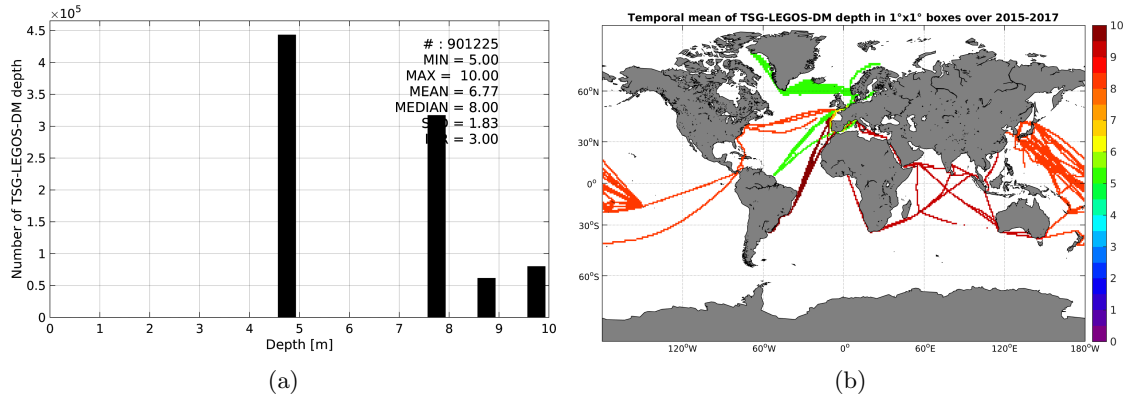 ×10⁵
4.5
4
3.5
3
2.5
2
1.5
1
0.5
0
Number of TSG-LEGOS-DM depth
# : 901225
MIN = 5.00
MAX = 10.00
MEAN = 6.77
MEDIAN = 8.00
= 1.83
= 3.00
0 1 2 3 4 5 6 7 8 9 10
Depth [m]
(a)
Temporal mean of TSG-LEGOS-DM depth in 1°x1° boxes over 2015-2017
60°N
30°N
0°
30°S
60°S
120°W 60°W 0° 60°E 120°E 180°W
10
9
8
7
6
5
4
3
2
1
0
(b)